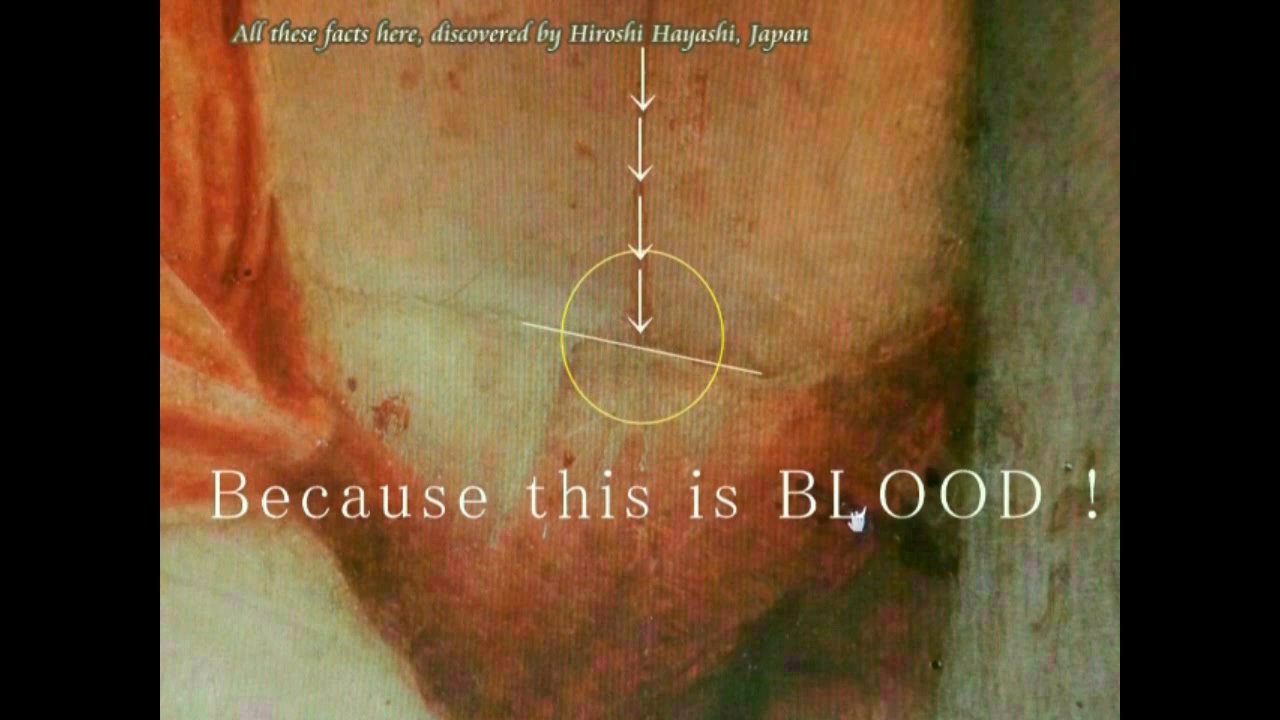 All these facts here, discovered by Hiroshi Hayashi, Japan
Because this is BLOOD !